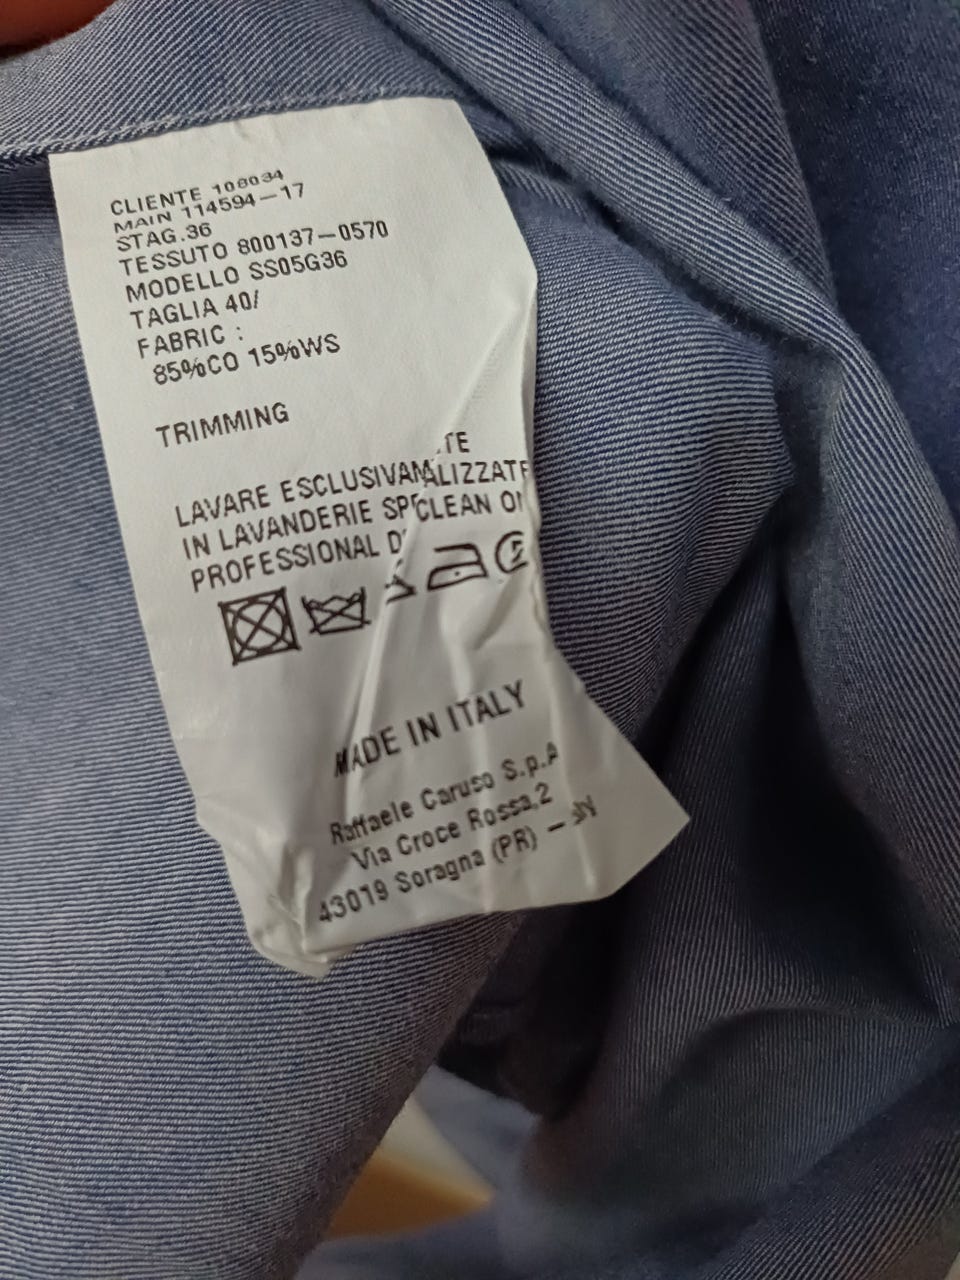 CLIENTE 108034
MAIN 114594-17
STAG.36
TESSUTO 800137-0570
MODELLO SS05G36
TAGLIA 40/
FABRIC :
85%CO 15%WS
TRIMMING
LAVARE ESCLUSIVAM TE
IN LAVANDERIE SP ALIZZATE
PROFESSIONAL D CLEAN ON
MADE IN ITALY
Raffaele Caruso S.p.A
Via Croce Rossa,2
43019 Soragna (PR) –